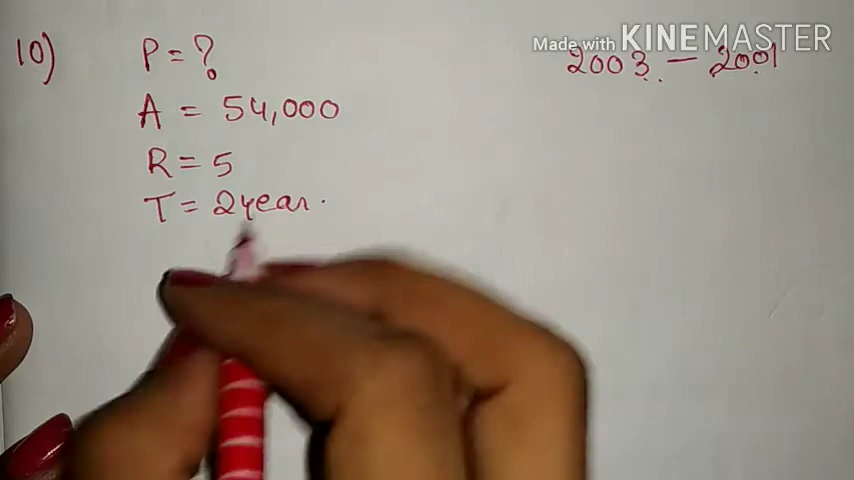 10) P = ?
Made with KINEMASTER
2003 - 2001
A = 54,000
R = 5
T = 2year.